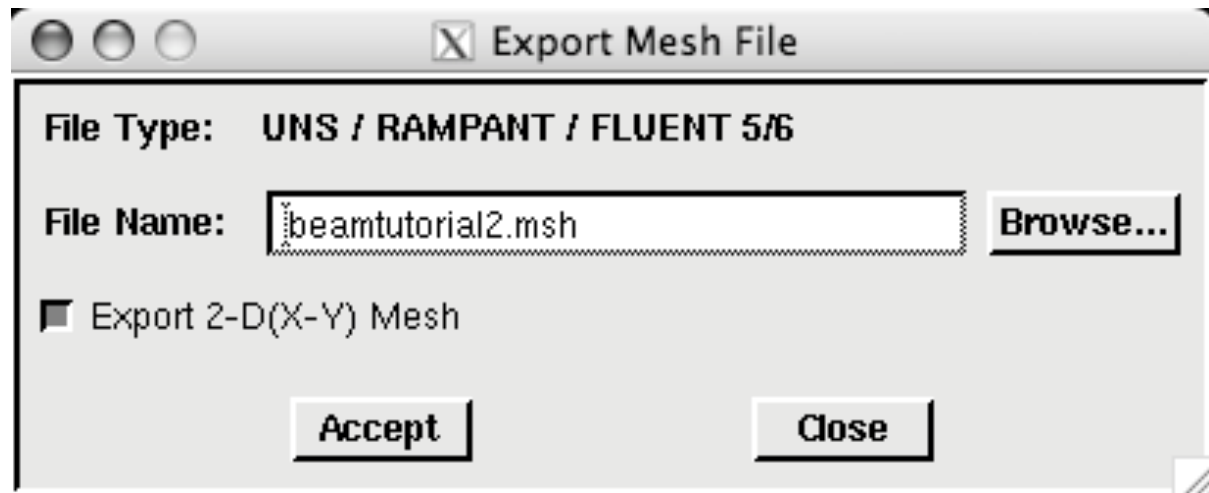 X Export Mesh File
File Type: UNS / RAMPANT / FLUENT 5/6
File Name: beamtutorial2.msh Browse...
Export 2-D(X-Y) Mesh
Accept Close